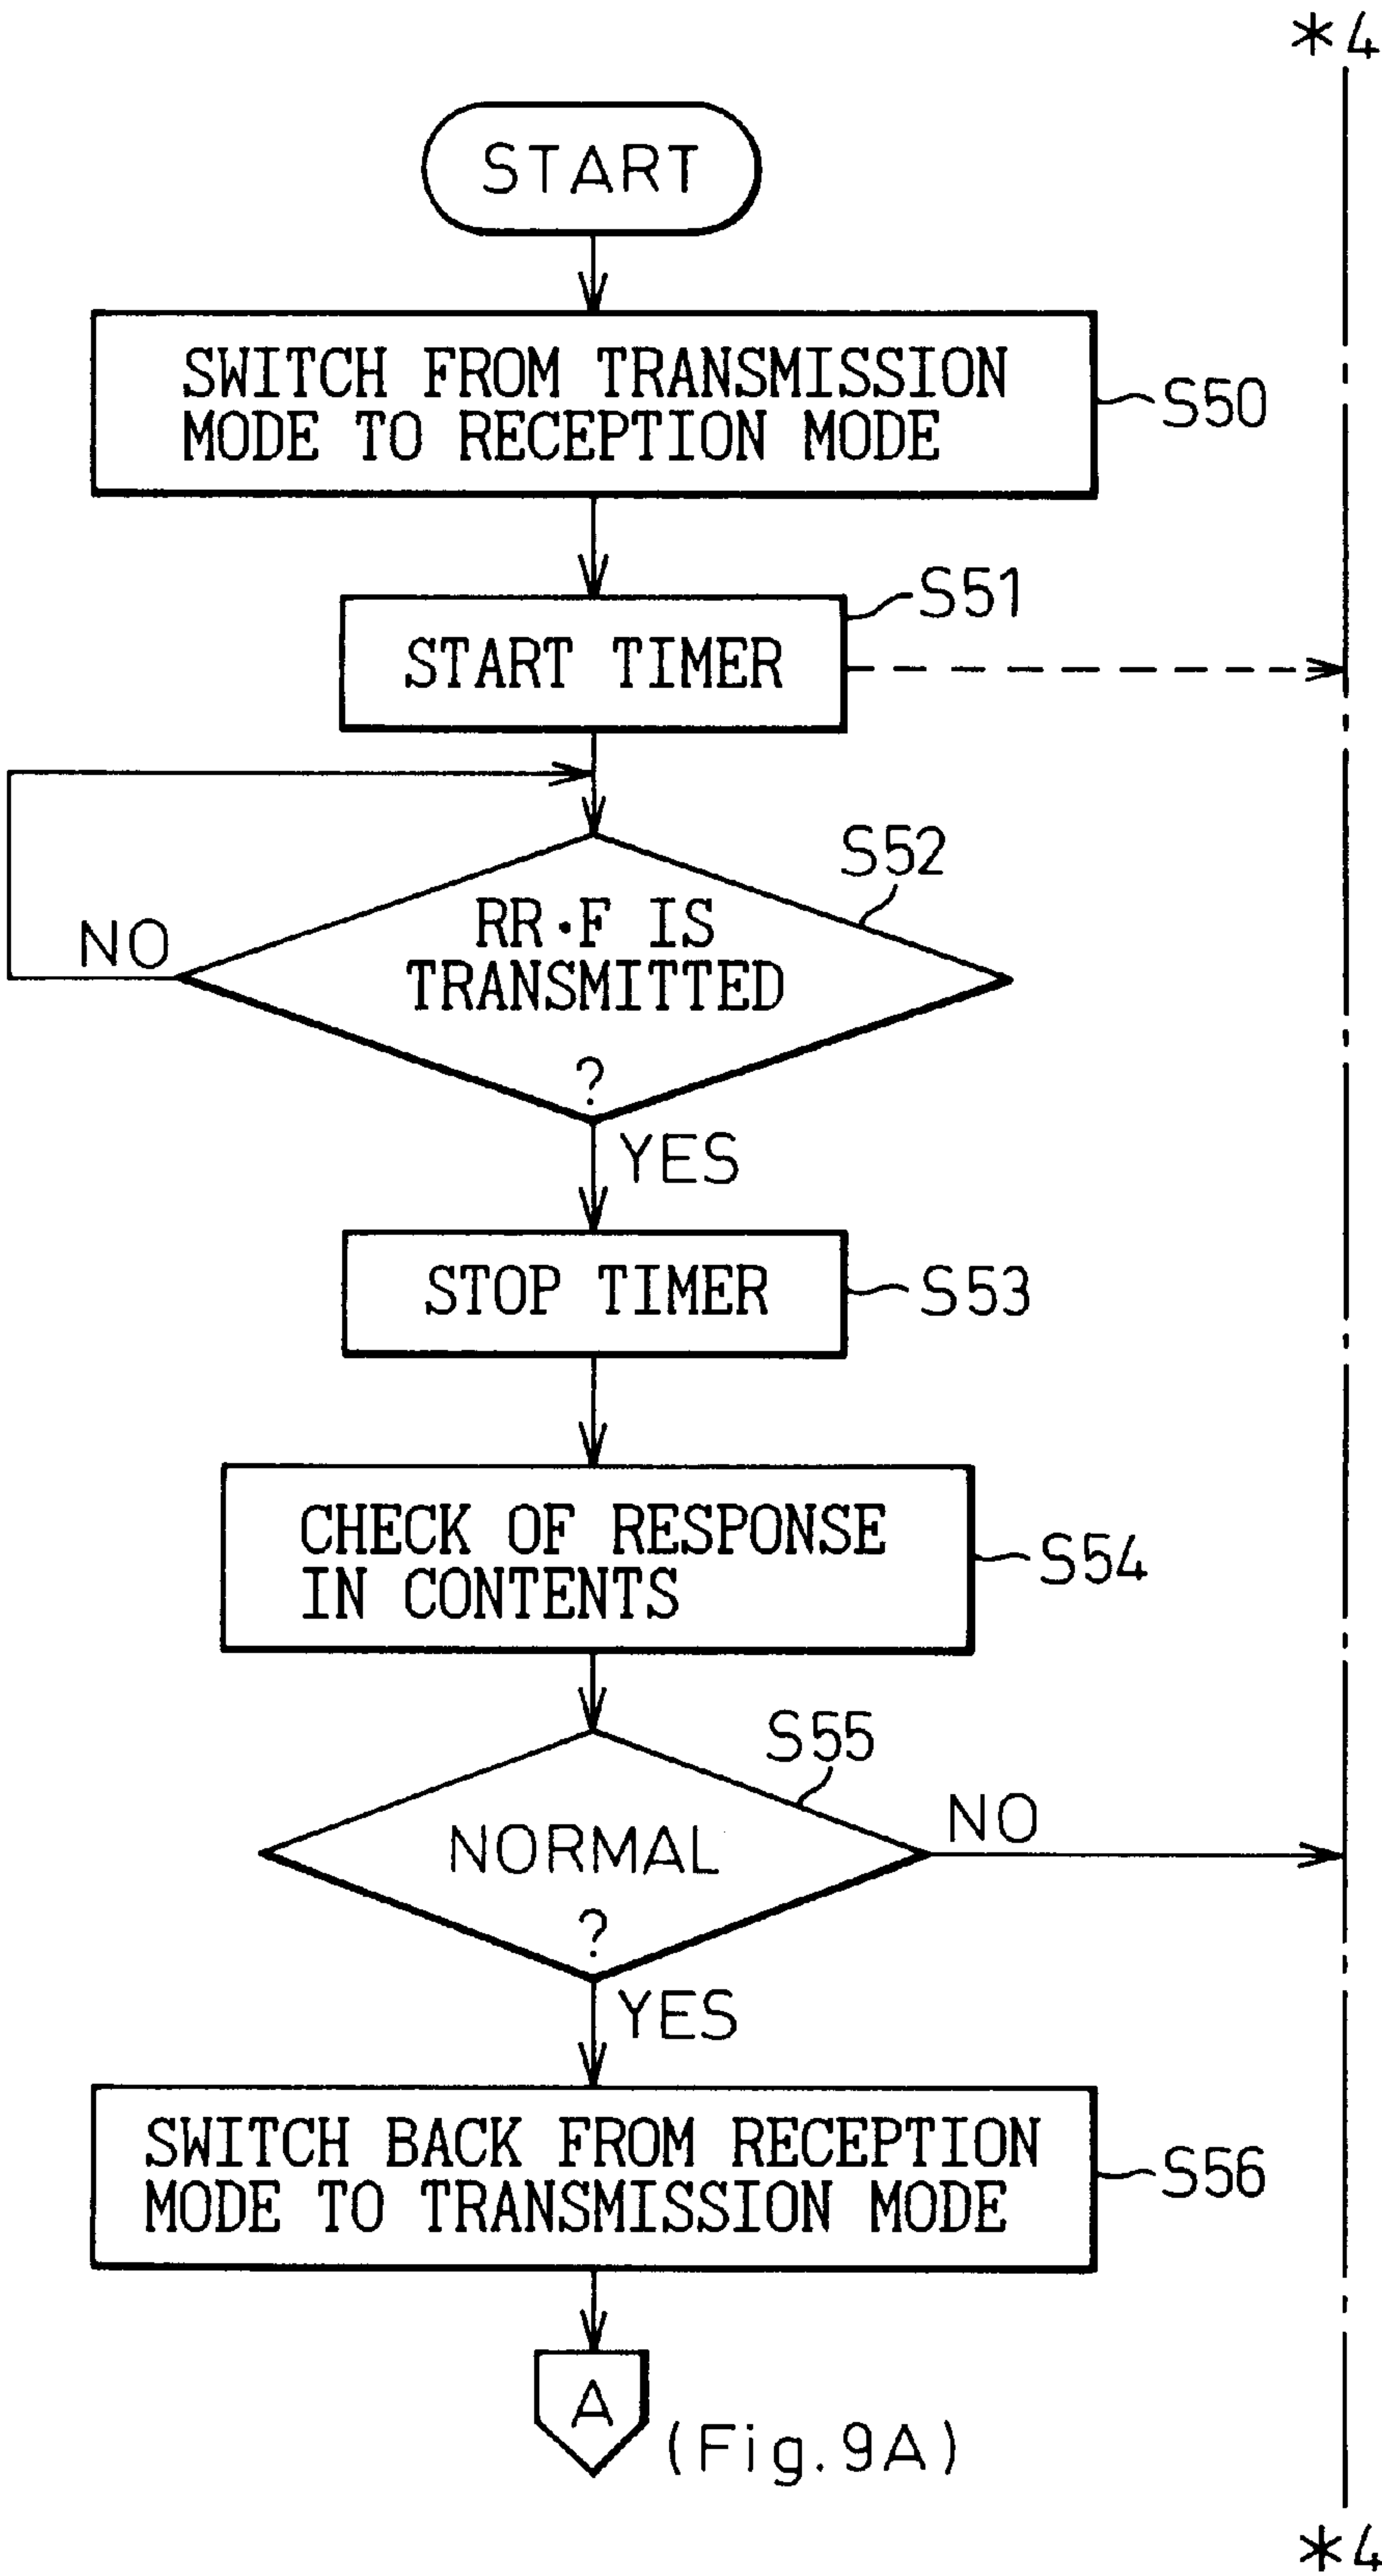 *4
START
SWITCH FROM TRANSMISSION
MODE TO RECEPTION MODE
S50
S51
START TIMER
S52
RR·F IS
TRANSMITTED
?
NO
YES
STOP TIMER
S53
CHECK OF RESPONSE
IN CONTENTS
S54
S55
NORMAL
?
NO
YES
SWITCH BACK FROM RECEPTION
MODE TO TRANSMISSION MODE
S56
A
(Fig. 9A)
*4